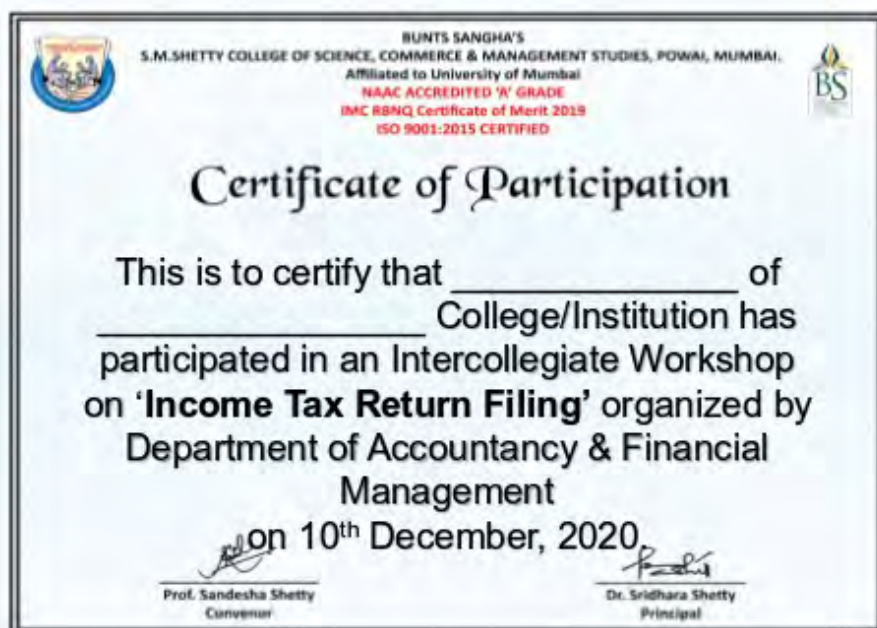 BUNTS SANGHA'S
S.M.SHETTY COLLEGE OF SCIENCE, COMMERCE & MANAGEMENT STUDIES, POWAI, MUMBAI.
Affiliated to University of Mumbai
NAAC ACCREDITED 'A' GRADE
IMC RBNQ Certificate of Merit 2019
ISO 9001:2015 CERTIFIED
BS
Certificate of Participation
This is to certify that _______________ of
_________________ College/Institution has
participated in an Intercollegiate Workshop
on ‘Income Tax Return Filing’ organized by
Department of Accountancy & Financial
Management
on 10th December, 2020.
Prof. Sandesha Shetty
Convenor
Dr. Sridhara Shetty
Principal